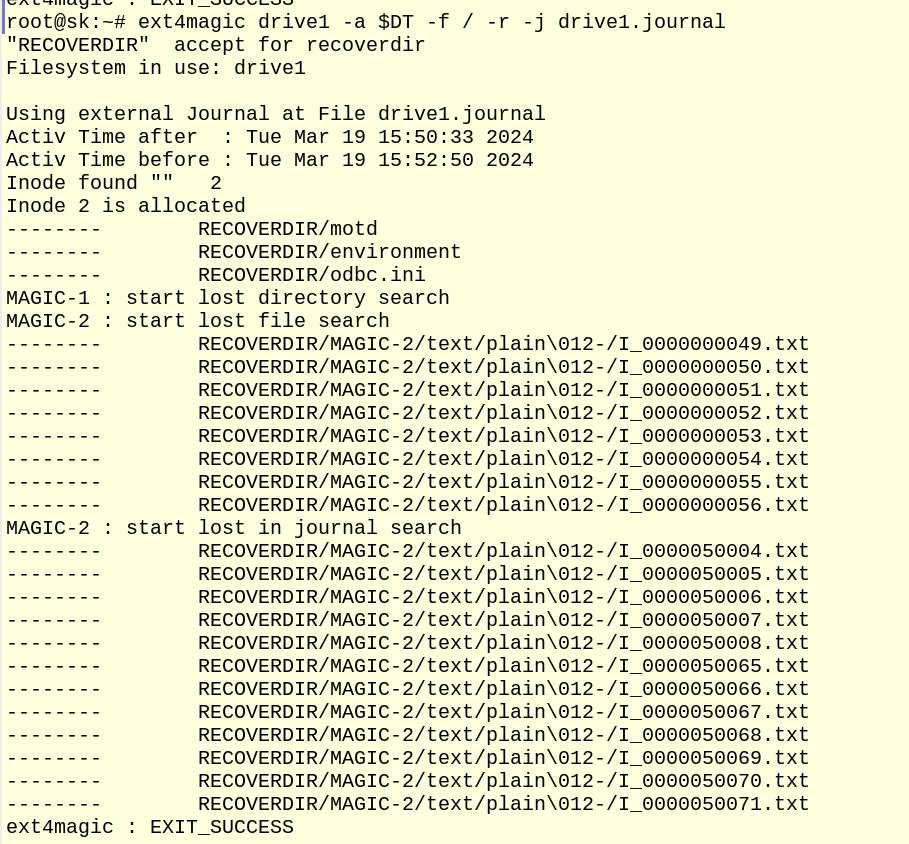 ext4magic : EXIT_SUCCESS
root@sk:~# ext4magic drive1 -a $DT -f / -r -j drive1.journal
"RECOVERDIR"  accept for recoverdir
Filesystem in use: drive1

Using external Journal at File drive1.journal
Activ Time after  : Tue Mar 19 15:50:33 2024
Activ Time before : Tue Mar 19 15:52:50 2024
Inode found ""   2
Inode 2 is allocated
--------        RECOVERDIR/motd
--------        RECOVERDIR/environment
--------        RECOVERDIR/odbc.ini
MAGIC-1 : start lost directory search
MAGIC-2 : start lost file search
--------        RECOVERDIR/MAGIC-2/text/plain\012-/I_0000000049.txt
--------        RECOVERDIR/MAGIC-2/text/plain\012-/I_0000000050.txt
--------        RECOVERDIR/MAGIC-2/text/plain\012-/I_0000000051.txt
--------        RECOVERDIR/MAGIC-2/text/plain\012-/I_0000000052.txt
--------        RECOVERDIR/MAGIC-2/text/plain\012-/I_0000000053.txt
--------        RECOVERDIR/MAGIC-2/text/plain\012-/I_0000000054.txt
--------        RECOVERDIR/MAGIC-2/text/plain\012-/I_0000000055.txt
--------        RECOVERDIR/MAGIC-2/text/plain\012-/I_0000000056.txt
MAGIC-2 : start lost in journal search
--------        RECOVERDIR/MAGIC-2/text/plain\012-/I_0000050004.txt
--------        RECOVERDIR/MAGIC-2/text/plain\012-/I_0000050005.txt
--------        RECOVERDIR/MAGIC-2/text/plain\012-/I_0000050006.txt
--------        RECOVERDIR/MAGIC-2/text/plain\012-/I_0000050007.txt
--------        RECOVERDIR/MAGIC-2/text/plain\012-/I_0000050008.txt
--------        RECOVERDIR/MAGIC-2/text/plain\012-/I_0000050065.txt
--------        RECOVERDIR/MAGIC-2/text/plain\012-/I_0000050066.txt
--------        RECOVERDIR/MAGIC-2/text/plain\012-/I_0000050067.txt
--------        RECOVERDIR/MAGIC-2/text/plain\012-/I_0000050068.txt
--------        RECOVERDIR/MAGIC-2/text/plain\012-/I_0000050069.txt
--------        RECOVERDIR/MAGIC-2/text/plain\012-/I_0000050070.txt
--------        RECOVERDIR/MAGIC-2/text/plain\012-/I_0000050071.txt
ext4magic : EXIT_SUCCESS